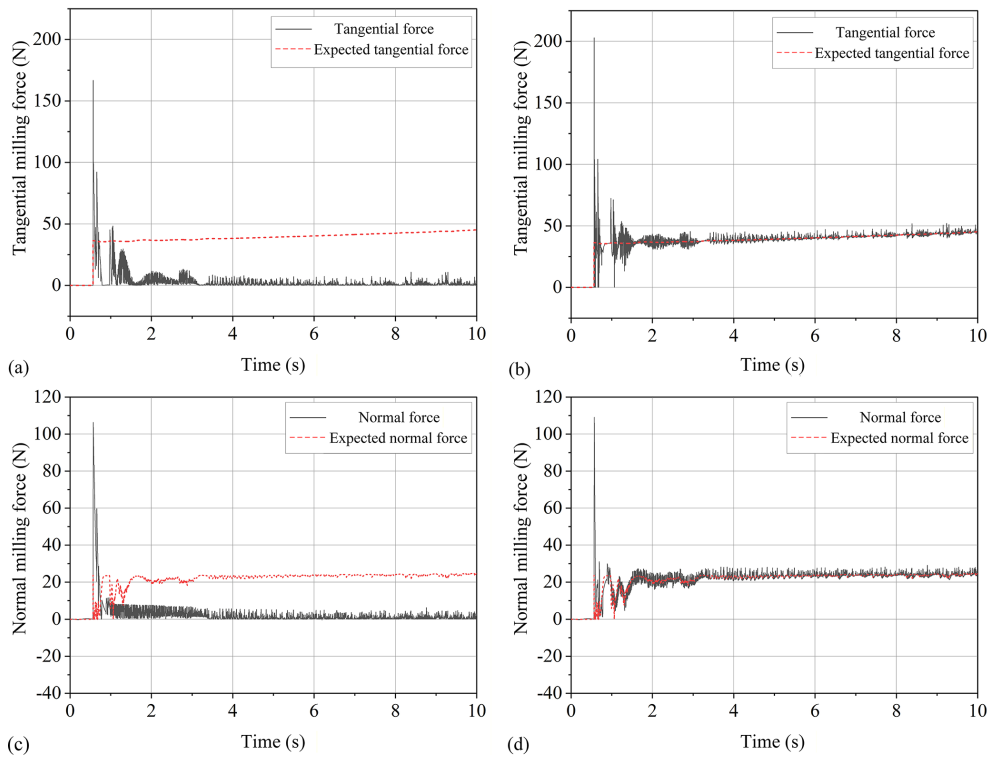 Tangential force
Expected tangential force
Tangential milling force (N)
200
150
100
50
0
0
2
4
6
8
10
Time (s)
(a)
Tangential force
Expected tangential force
Tangential milling force (N)
200
150
100
50
0
0
2
4
6
8
10
Time (s)
(b)
Normal force
Expected normal force
Normal milling force (N)
120
100
80
60
40
20
0
-20
-40
0
2
4
6
8
10
Time (s)
(c)
Normal force
Expected normal force
Normal milling force (N)
120
100
80
60
40
20
0
-20
-40
0
2
4
6
8
10
Time (s)
(d)